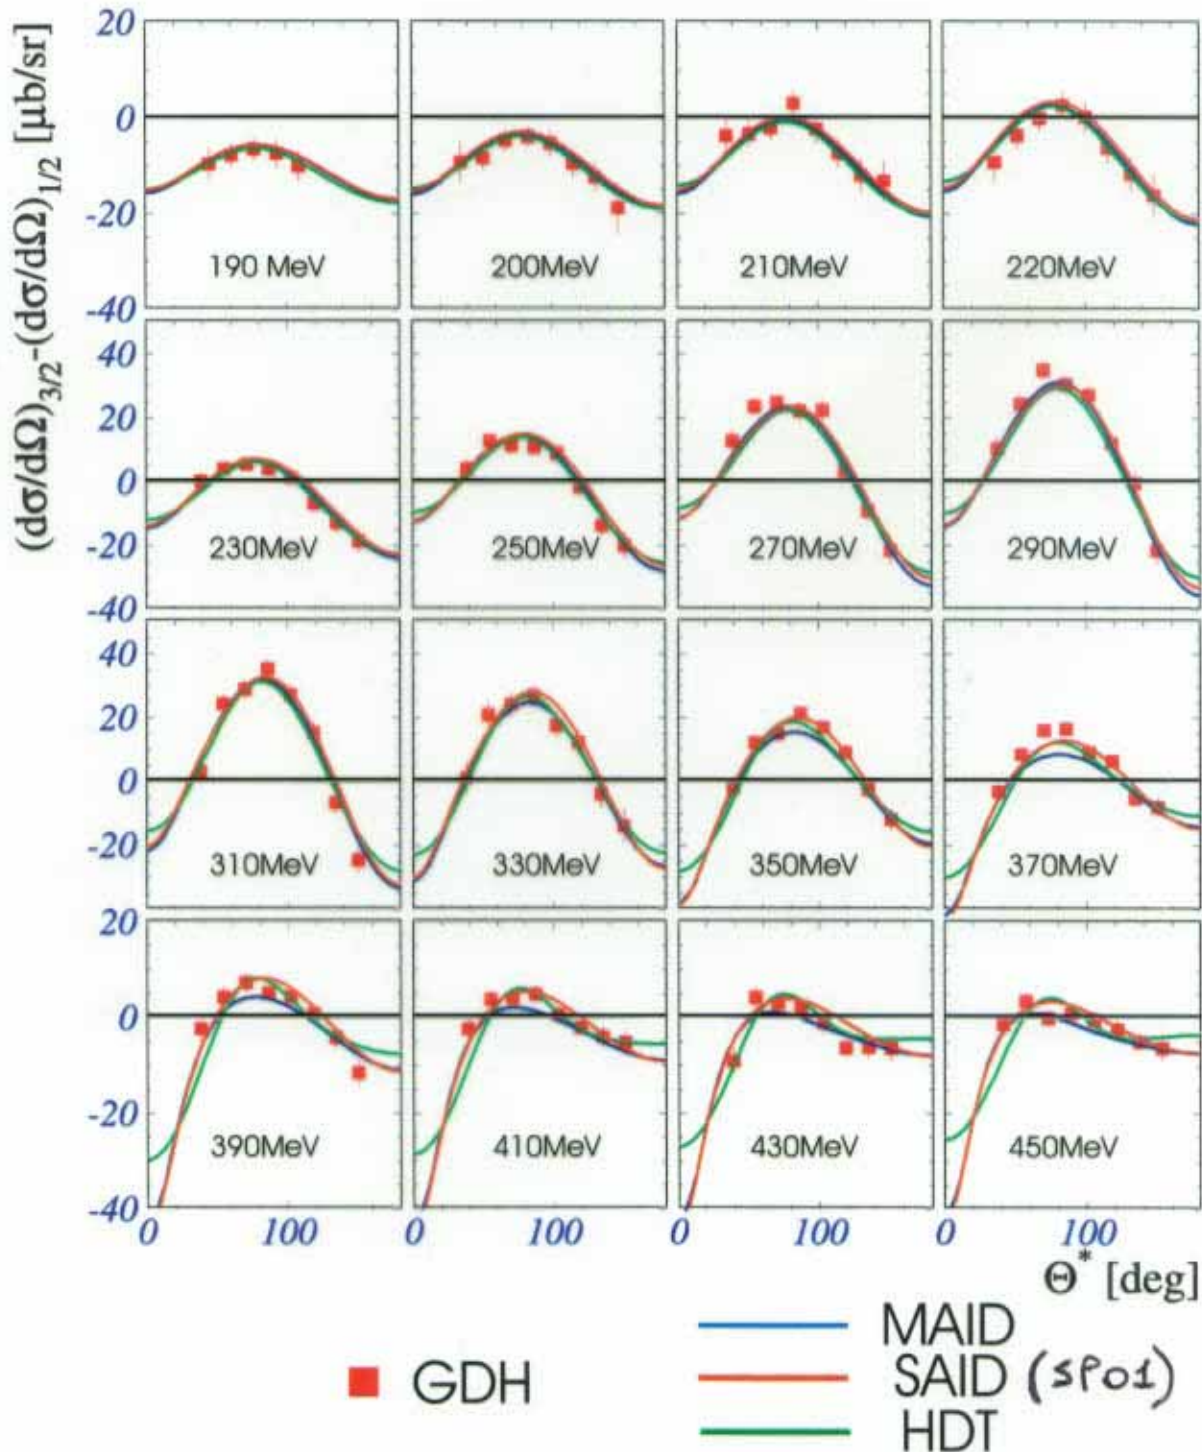 (dσ/dΩ)3/2-(dσ/dΩ)1/2 [μb/sr]
20
0
-20
-40
190 MeV
200MeV
210MeV
220MeV
40
20
0
-20
-40
230MeV
250MeV
270MeV
290MeV
40
20
0
-20
310MeV
330MeV
350MeV
370MeV
20
0
-20
-40
390MeV
410MeV
430MeV
450MeV
0 100 0 100 0 100 0 100
Θ* [deg]
GDH
MAID
SAID (SP01)
HDT